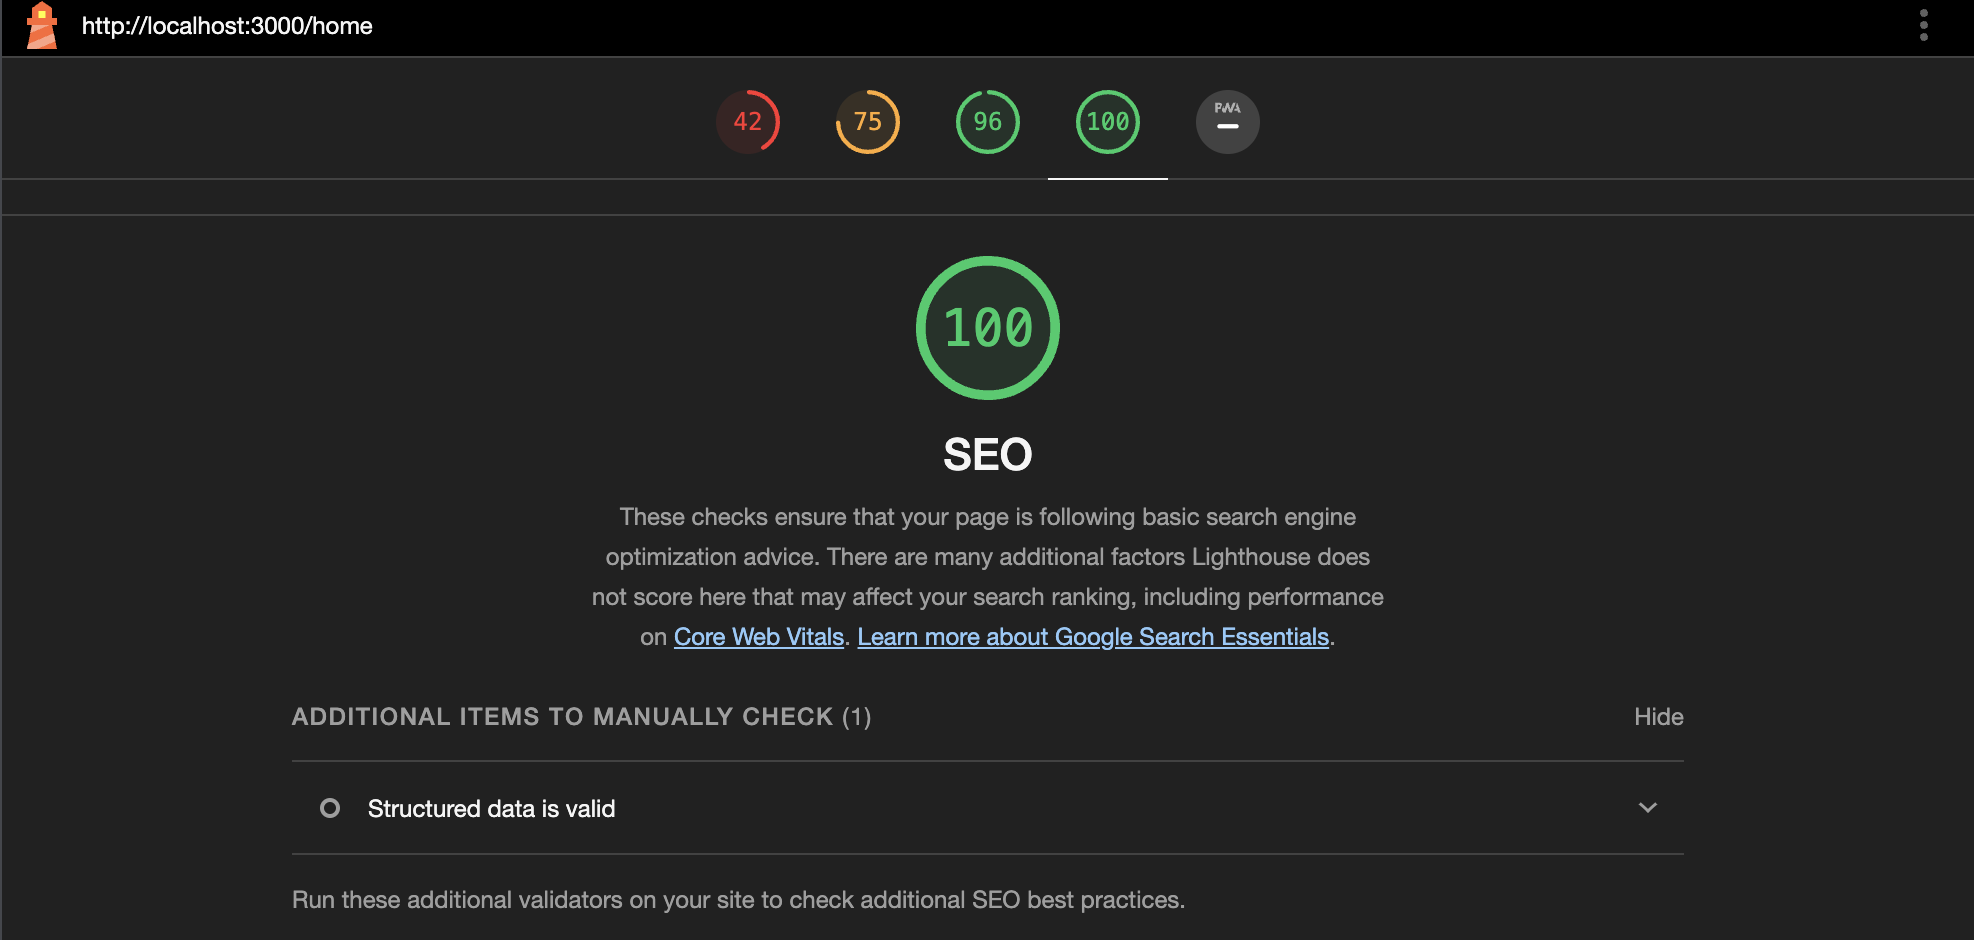 http://localhost:3000/home
42
75
96
100
PWA
100
SEO
These checks ensure that your page is following basic search engine
optimization advice. There are many additional factors Lighthouse does
not score here that may affect your search ranking, including performance
on Core Web Vitals. Learn more about Google Search Essentials.
ADDITIONAL ITEMS TO MANUALLY CHECK (1)
Hide
Structured data is valid
Run these additional validators on your site to check additional SEO best practices.